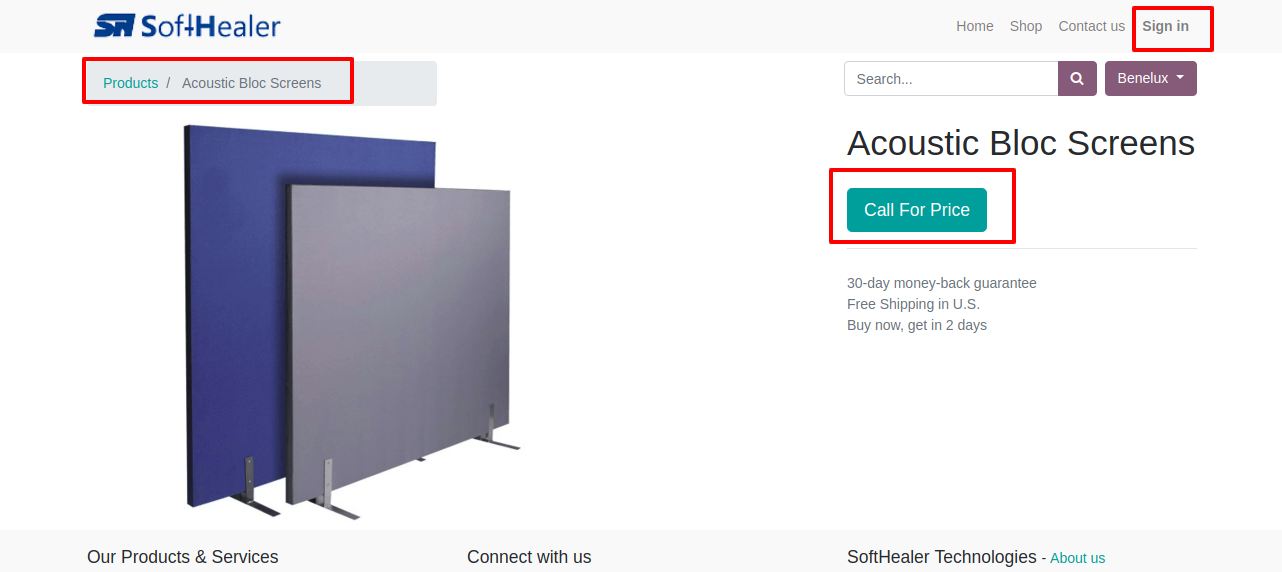 SH SoftHealer
Home Shop Contact us Sign in
Products / Acoustic Bloc Screens
Search...
Benelux
Acoustic Bloc Screens
Call For Price
30-day money-back guarantee
Free Shipping in U.S.
Buy now, get in 2 days
Our Products & Services
Connect with us
SoftHealer Technologies - About us